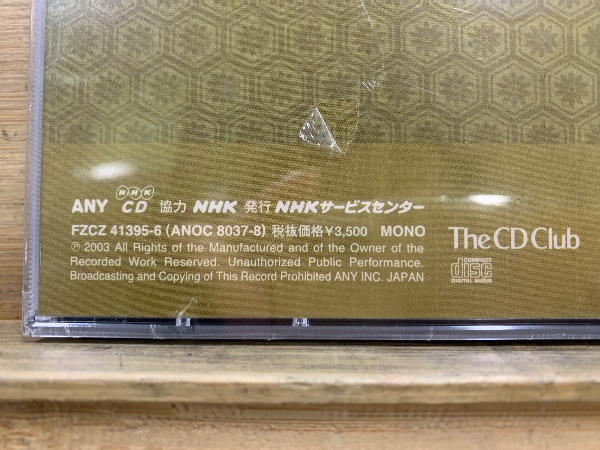 ANY NHK CD 協力 NHK 発行 NHKサービスセンター
FZCZ 41395-6 (ANOC 8037-8) 税抜価格¥3,500 MONO
℗ 2003 All Rights of the Manufactured and of the Owner of the
Recorded Work Reserved. Unauthorized Public Performance.
Broadcasting and Copying of This Record Prohibited ANY INC. JAPAN
The CD Club
COMPACT
disc
DIGITAL AUDIO